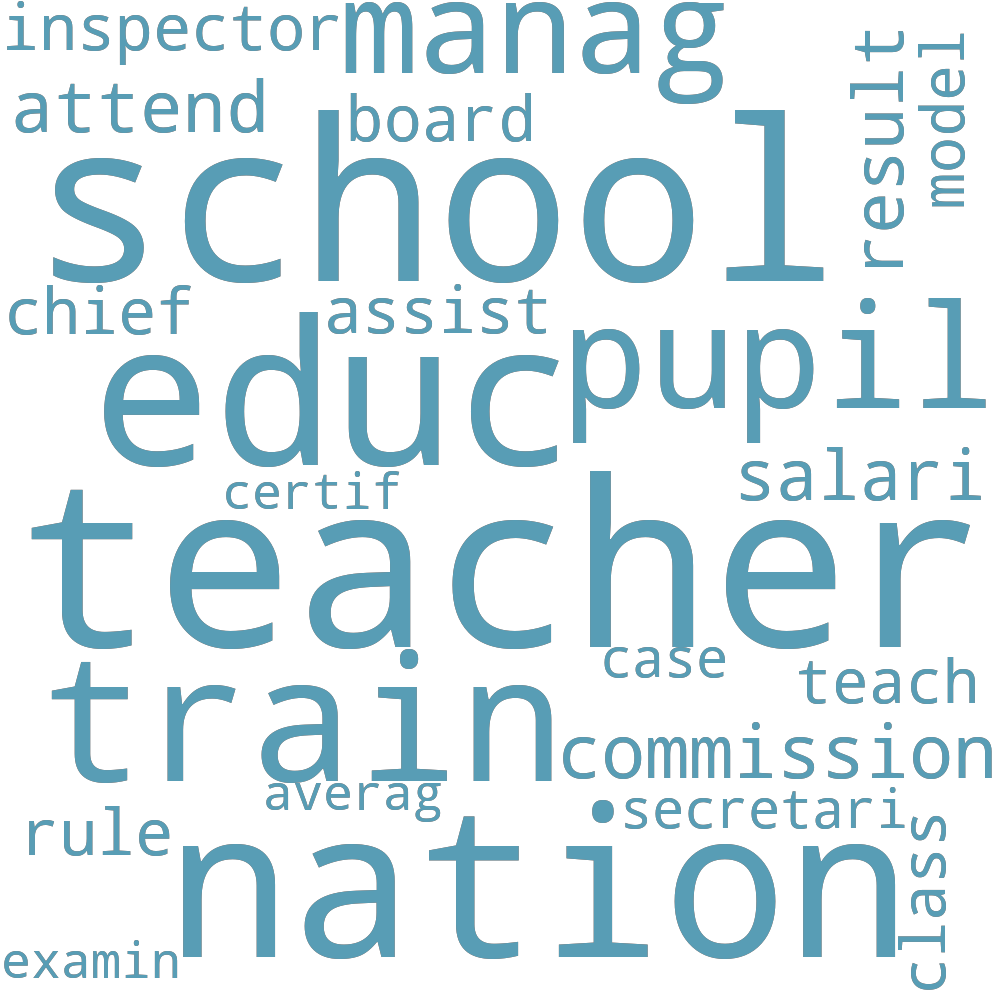 inspector
manag
attend
board
result
model
school
chief
assist
pupil
educ
salari
certif
teacher
case
train
teach
commission
averag
secretari
rule
nation
class
examin